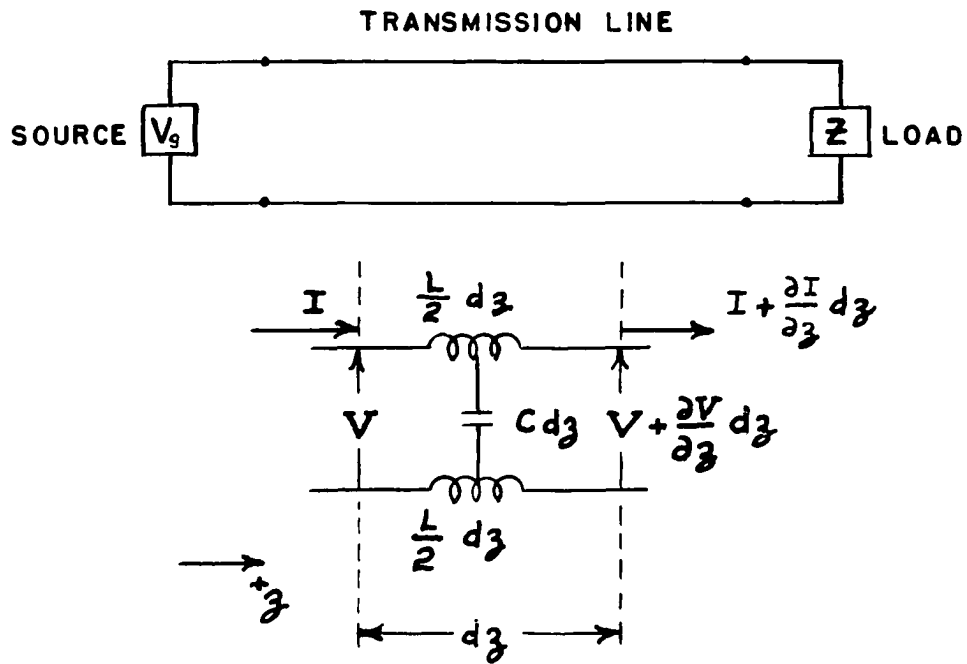 TRANSMISSION LINE
SOURCE
V_g
Z
LOAD
I
L/2 dz
I + ∂I/∂z dz
V
C dz
V + ∂V/∂z dz
L/2 dz
+z
dz